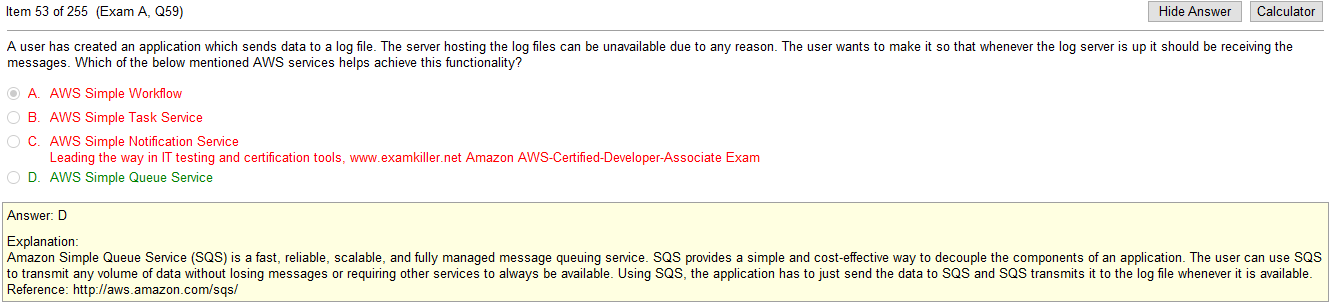 Item 53 of 255 (Exam A, Q59)
Hide Answer
Calculator
A user has created an application which sends data to a log file. The server hosting the log files can be unavailable due to any reason. The user wants to make it so that whenever the log server is up it should be receiving the
messages. Which of the below mentioned AWS services helps achieve this functionality?
A. AWS Simple Workflow
B. AWS Simple Task Service
C. AWS Simple Notification Service
Leading the way in IT testing and certification tools, www.examkiller.net Amazon AWS-Certified-Developer-Associate Exam
D. AWS Simple Queue Service
Answer: D
Explanation:
Amazon Simple Queue Service (SQS) is a fast, reliable, scalable, and fully managed message queuing service. SQS provides a simple and cost-effective way to decouple the components of an application. The user can use SQS
to transmit any volume of data without losing messages or requiring other services to always be available. Using SQS, the application has to just send the data to SQS and SQS transmits it to the log file whenever it is available.
Reference: http://aws.amazon.com/sqs/